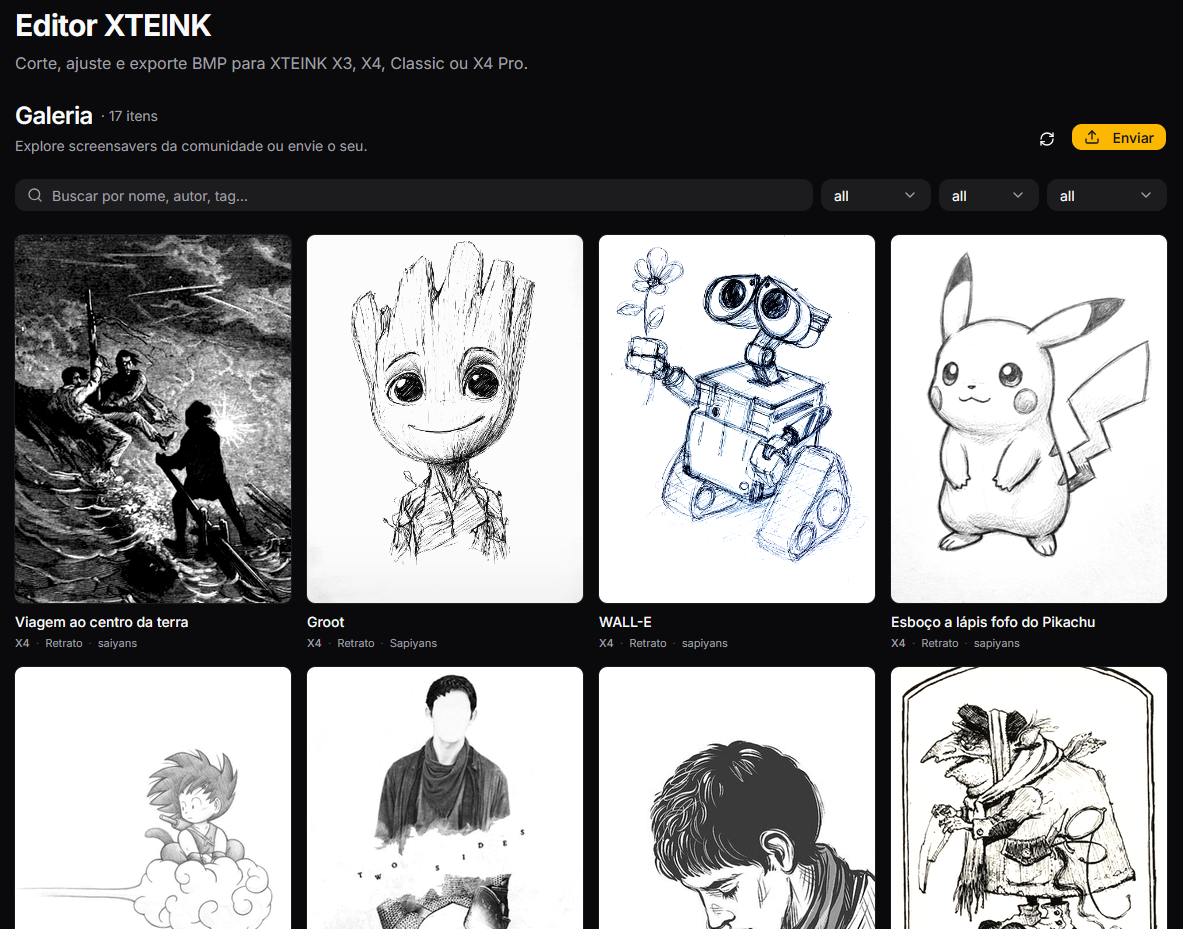 Editor XTEINK
Corte, ajuste e exporte BMP para XTEINK X3, X4, Classic ou X4 Pro.
Galeria · 17 itens
Explore screensavers da comunidade ou envie o seu.
Enviar
Buscar por nome, autor, tag...
all
all
all
Viagem ao centro da terra
X4 · Retrato · saiyans
Groot
X4 · Retrato · Sapiyans
WALL-E
X4 · Retrato · sapiyans
Esboço a lápis fofo do Pikachu
X4 · Retrato · sapiyans
TWO SIDES